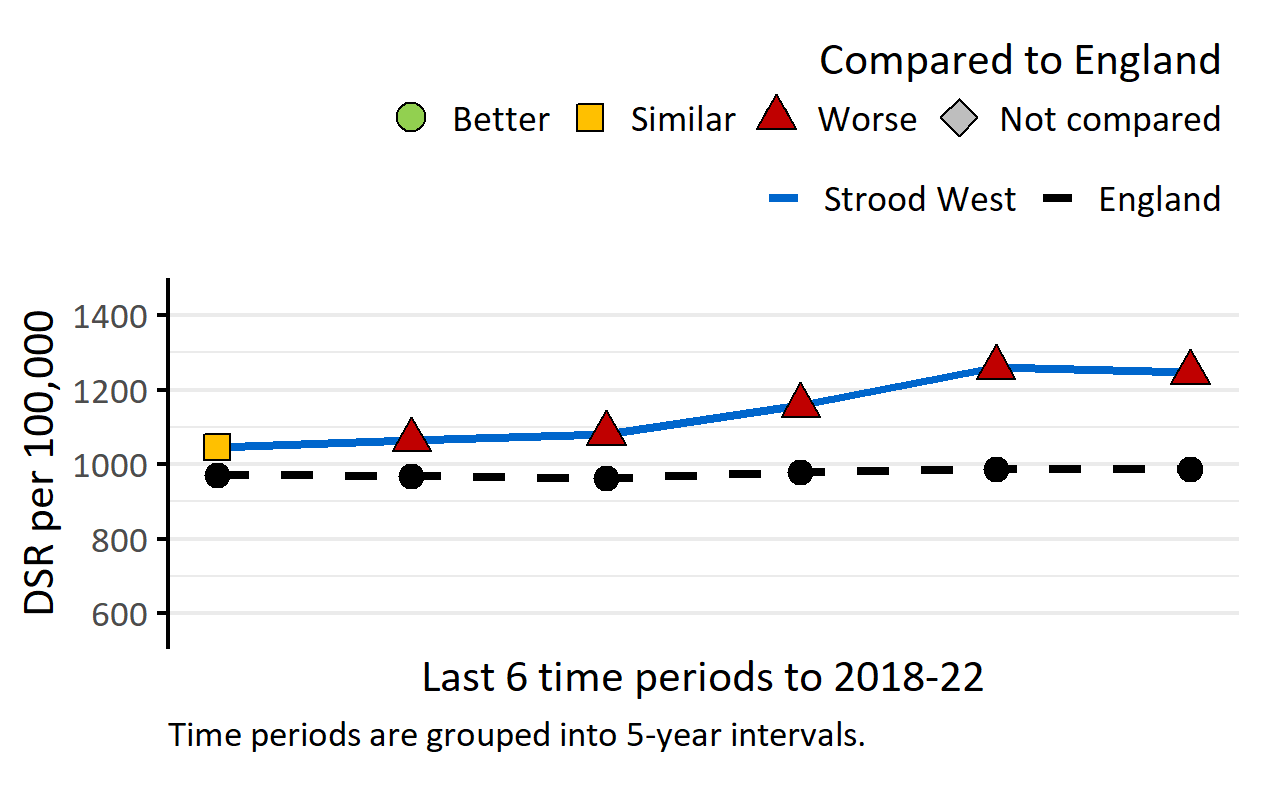 Compared to England
Better Similar Worse Not compared
Strood West England
DSR per 100,000
1400
1200
1000
800
600
Last 6 time periods to 2018-22
Time periods are grouped into 5-year intervals.